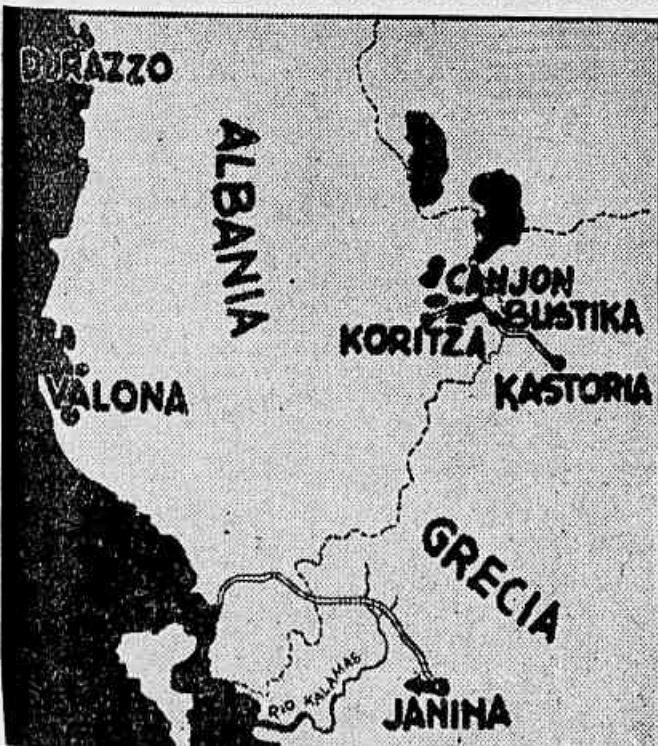 DURAZZO
ALBANIA
CANJON
BUSTIKA
KORITZA
KASTORIA
VALONA
GRECIA
RIO KALAMAS
JANINA